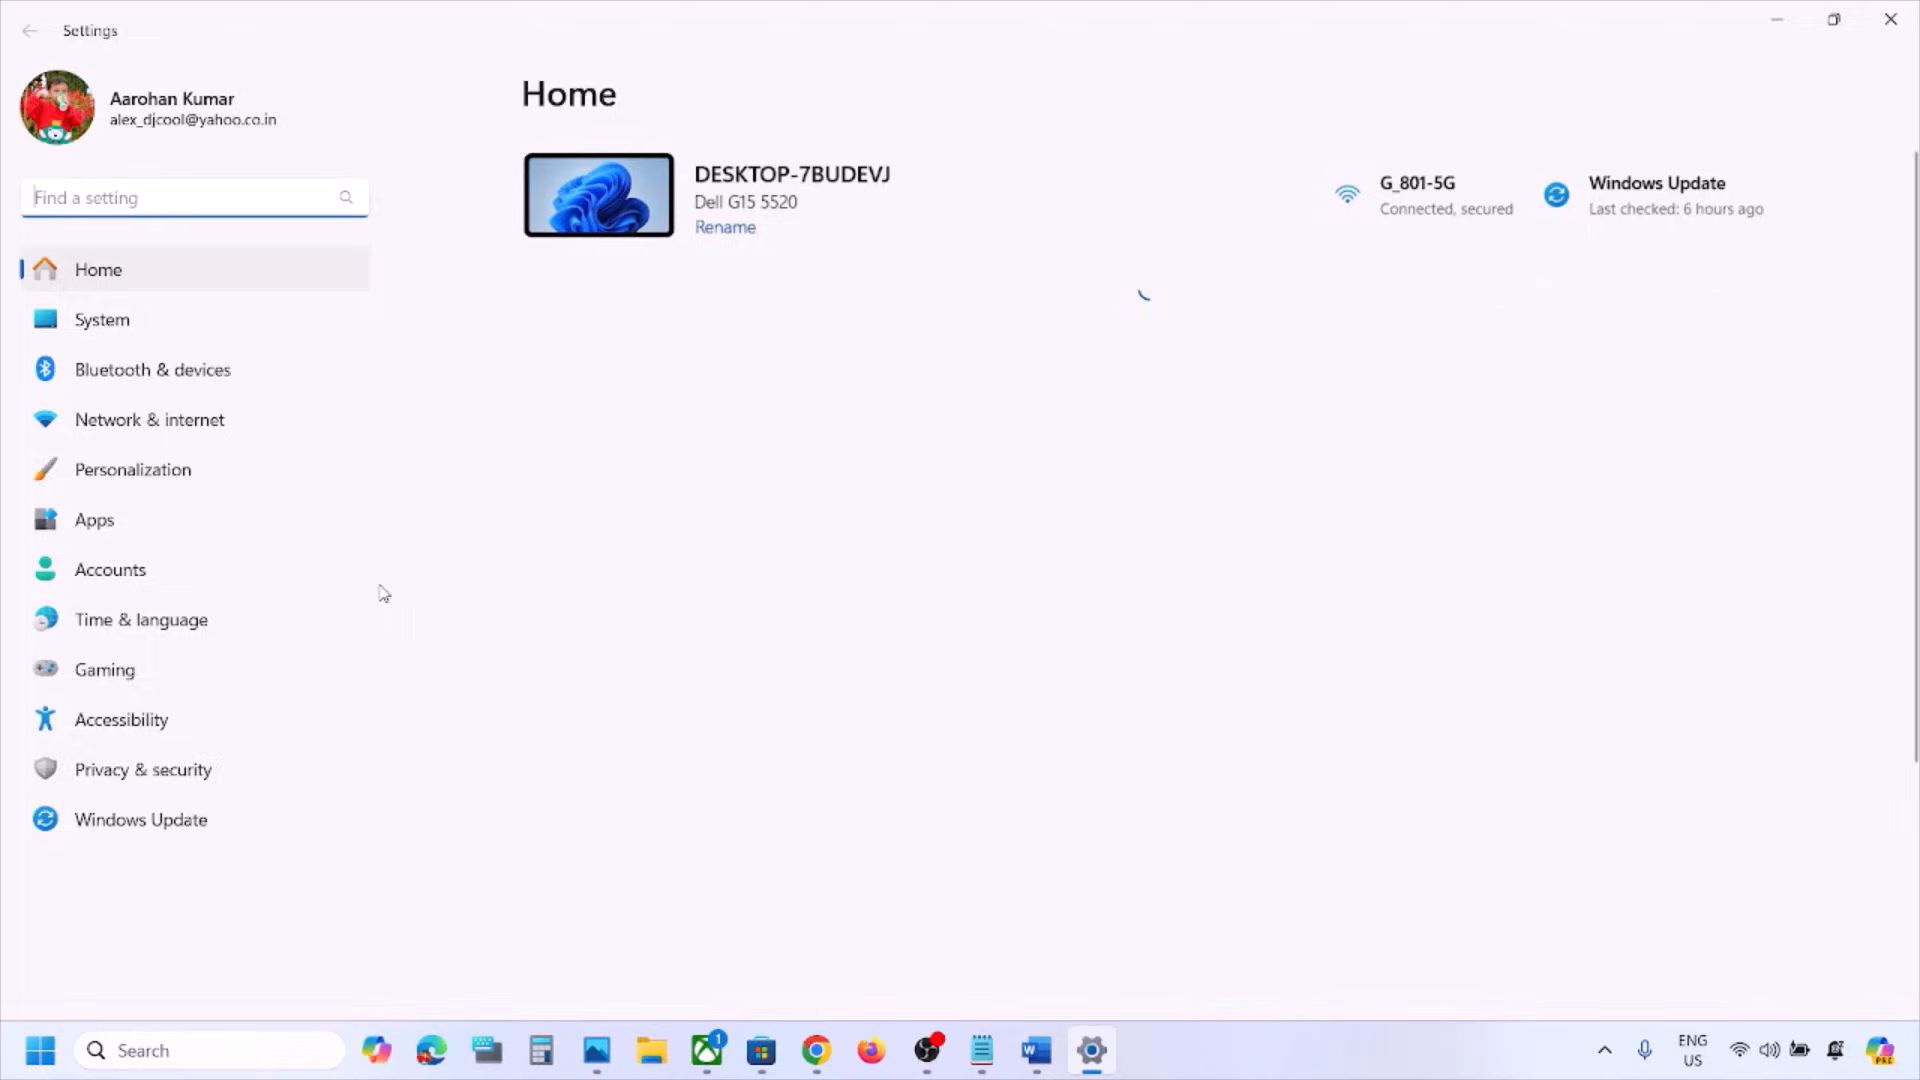 Settings
Aarohan Kumar
alex_djcool@yahoo.co.in
Find a setting
Home
System
Bluetooth & devices
Network & internet
Personalization
Apps
Accounts
Time & language
Gaming
Accessibility
Privacy & security
Windows Update
Home
DESKTOP-7BUDEVJ
Dell G15 5520
Rename
G_801-5G
Connected, secured
Windows Update
Last checked: 6 hours ago
Search
1
W
ENG
US
PRE